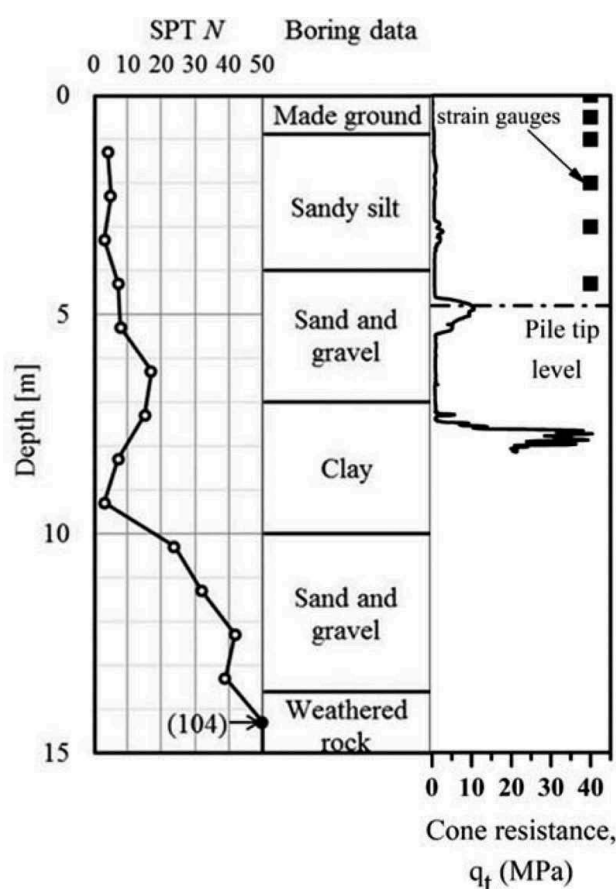 SPT N Boring data
0 10 20 30 40 50
0
Made ground
strain gauges
Sandy silt
5
Sand and
gravel
Pile tip
level
Depth [m]
Clay
10
Sand and
gravel
(104)
Weathered
rock
15
0 10 20 30 40
Cone resistance,
qt (MPa)